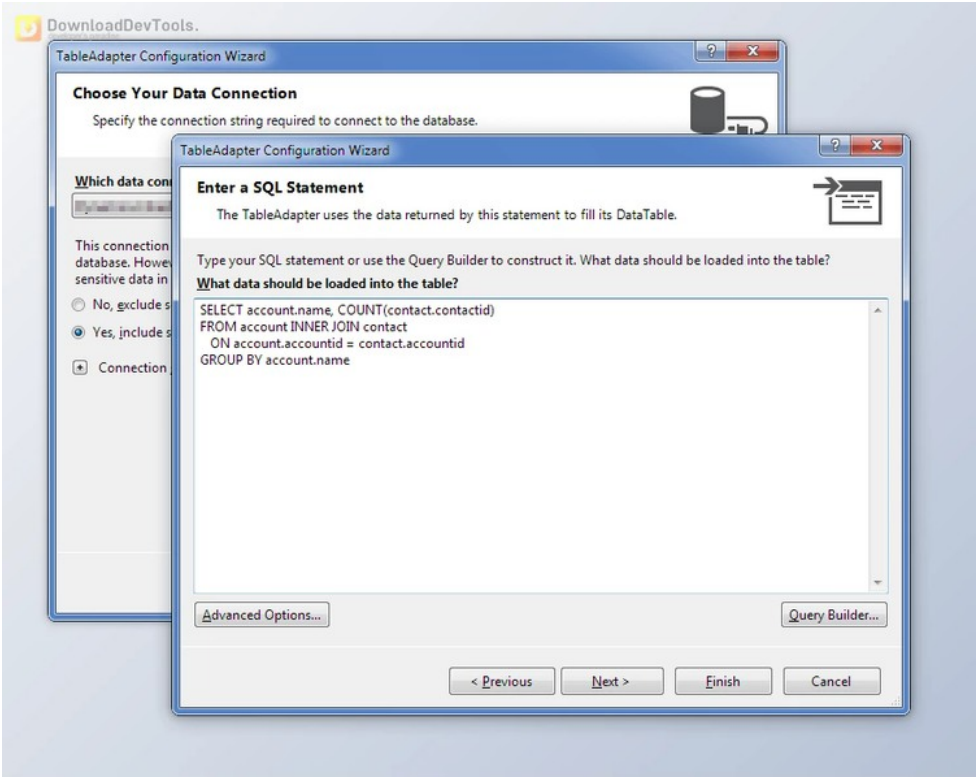 DownloadDevTools.
TableAdapter Configuration Wizard
Choose Your Data Connection
Specify the connection string required to connect to the database.
Which data con
This connection
database. Howe
sensitive data in
No, exclude s
Yes, include s
Connection
TableAdapter Configuration Wizard
Enter a SQL Statement
The TableAdapter uses the data returned by this statement to fill its DataTable.
Type your SQL statement or use the Query Builder to construct it. What data should be loaded into the table?
What data should be loaded into the table?
SELECT account.name, COUNT(contact.contactid)
FROM account INNER JOIN contact
ON account.accountid = contact.accountid
GROUP BY account.name
Advanced Options...
Query Builder...
< Previous
Next >
Finish
Cancel